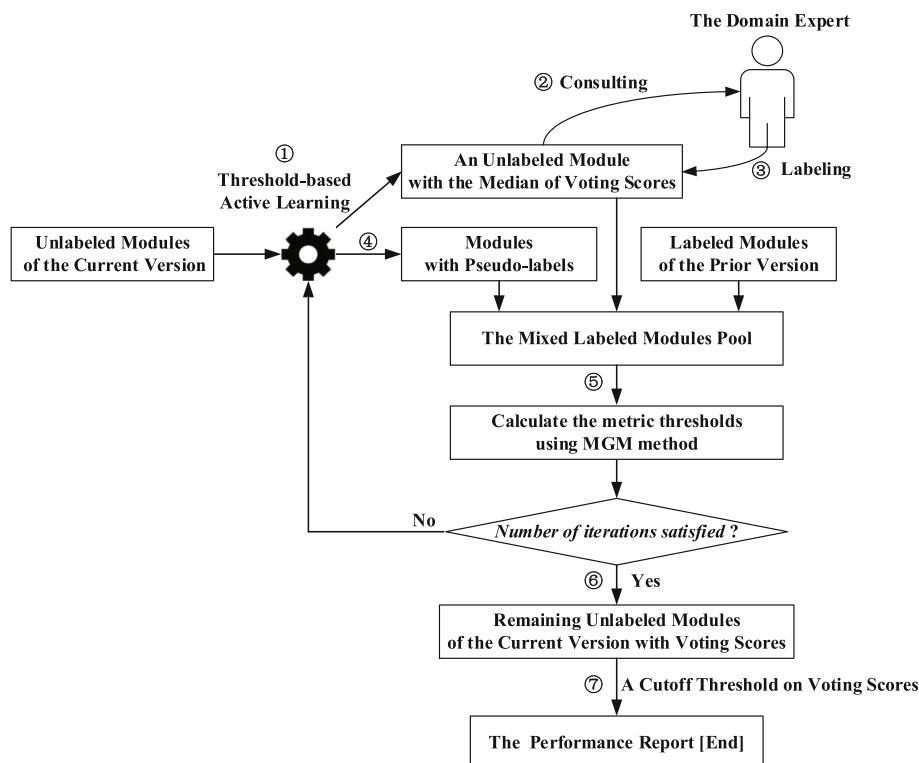 The Domain Expert
② Consulting
①
Threshold-based
Active Learning
An Unlabeled Module
with the Median of Voting Scores
③ Labeling
Unlabeled Modules
of the Current Version
④
Modules
with Pseudo-labels
Labeled Modules
of the Prior Version
The Mixed Labeled Modules Pool
⑤
Calculate the metric thresholds
using MGM method
No
Number of iterations satisfied ?
⑥ Yes
Remaining Unlabeled Modules
of the Current Version with Voting Scores
⑦ A Cutoff Threshold on Voting Scores
The Performance Report [End]